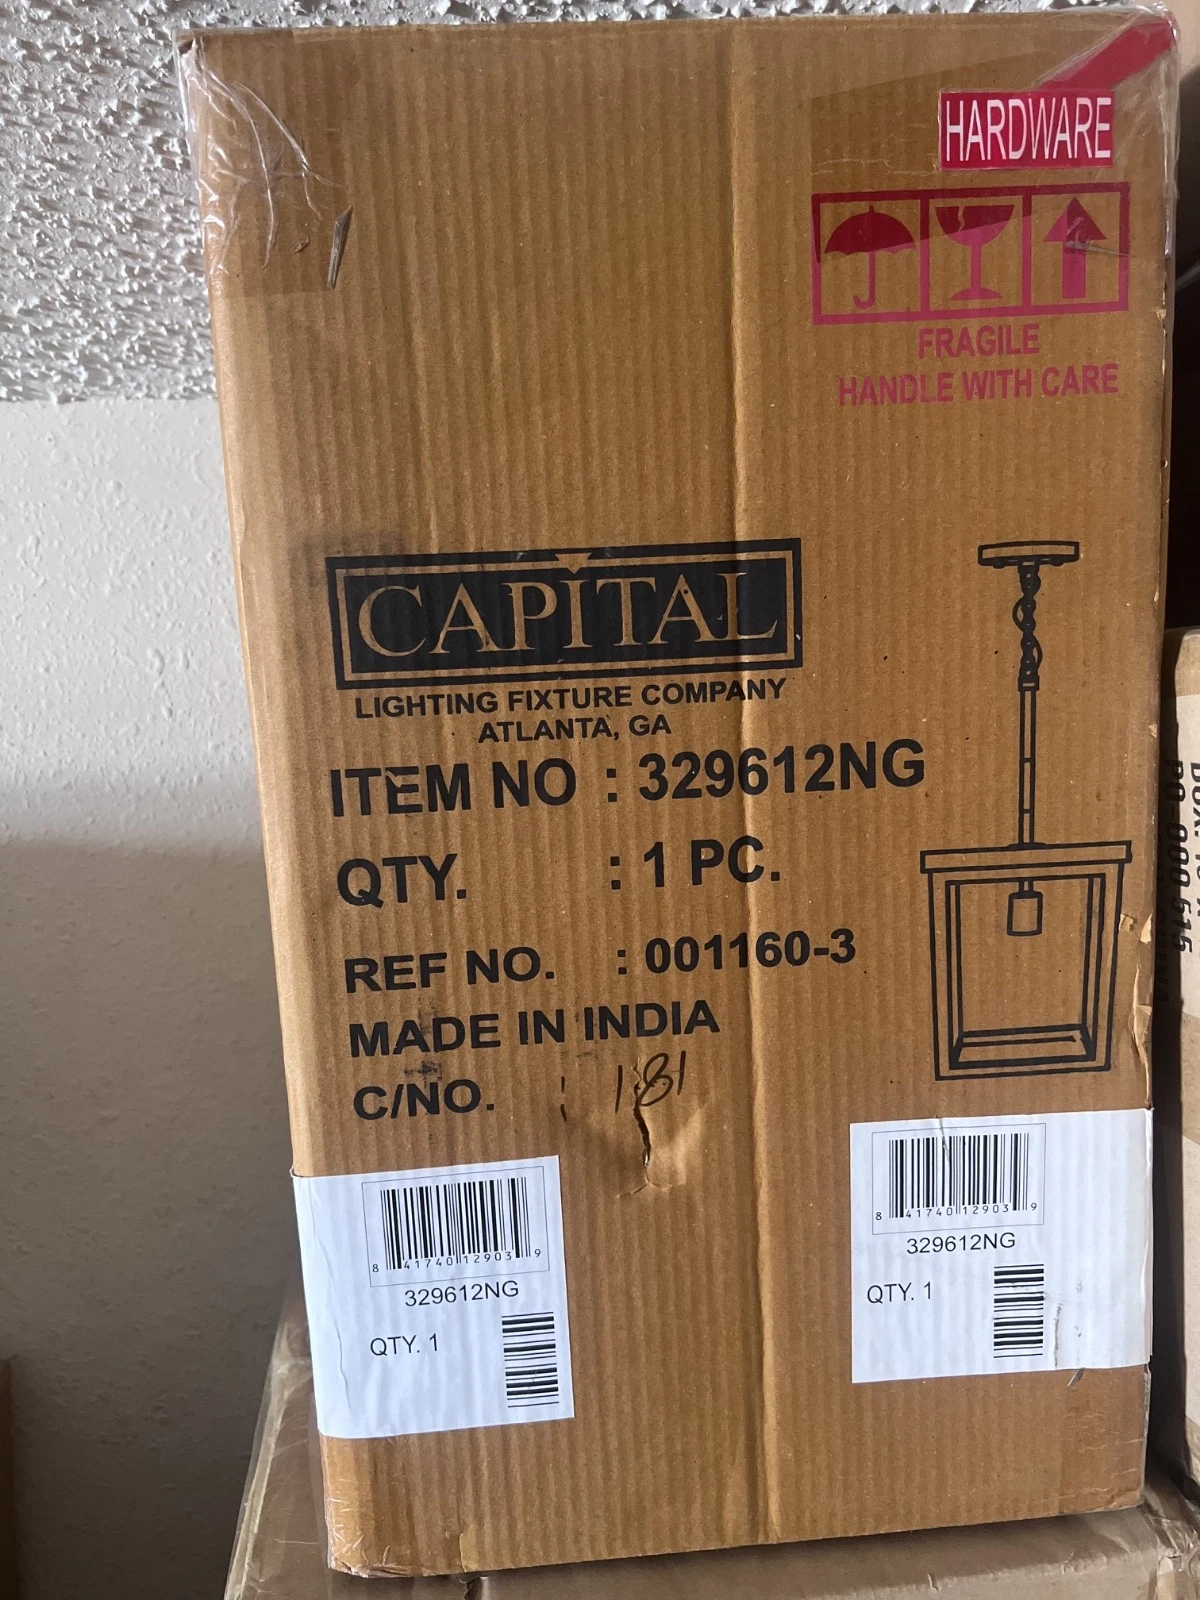 HARDWARE
FRAGILE
HANDLE WITH CARE
CAPITAL
LIGHTING FIXTURE COMPANY
ATLANTA, GA
ITEM NO : 329612NG
QTY. : 1 PC.
REF NO. : 001160-3
MADE IN INDIA
C/NO. : 181
8 41740 12903 9
329612NG
QTY. 1
8 41740 12903 9
329612NG
QTY. 1